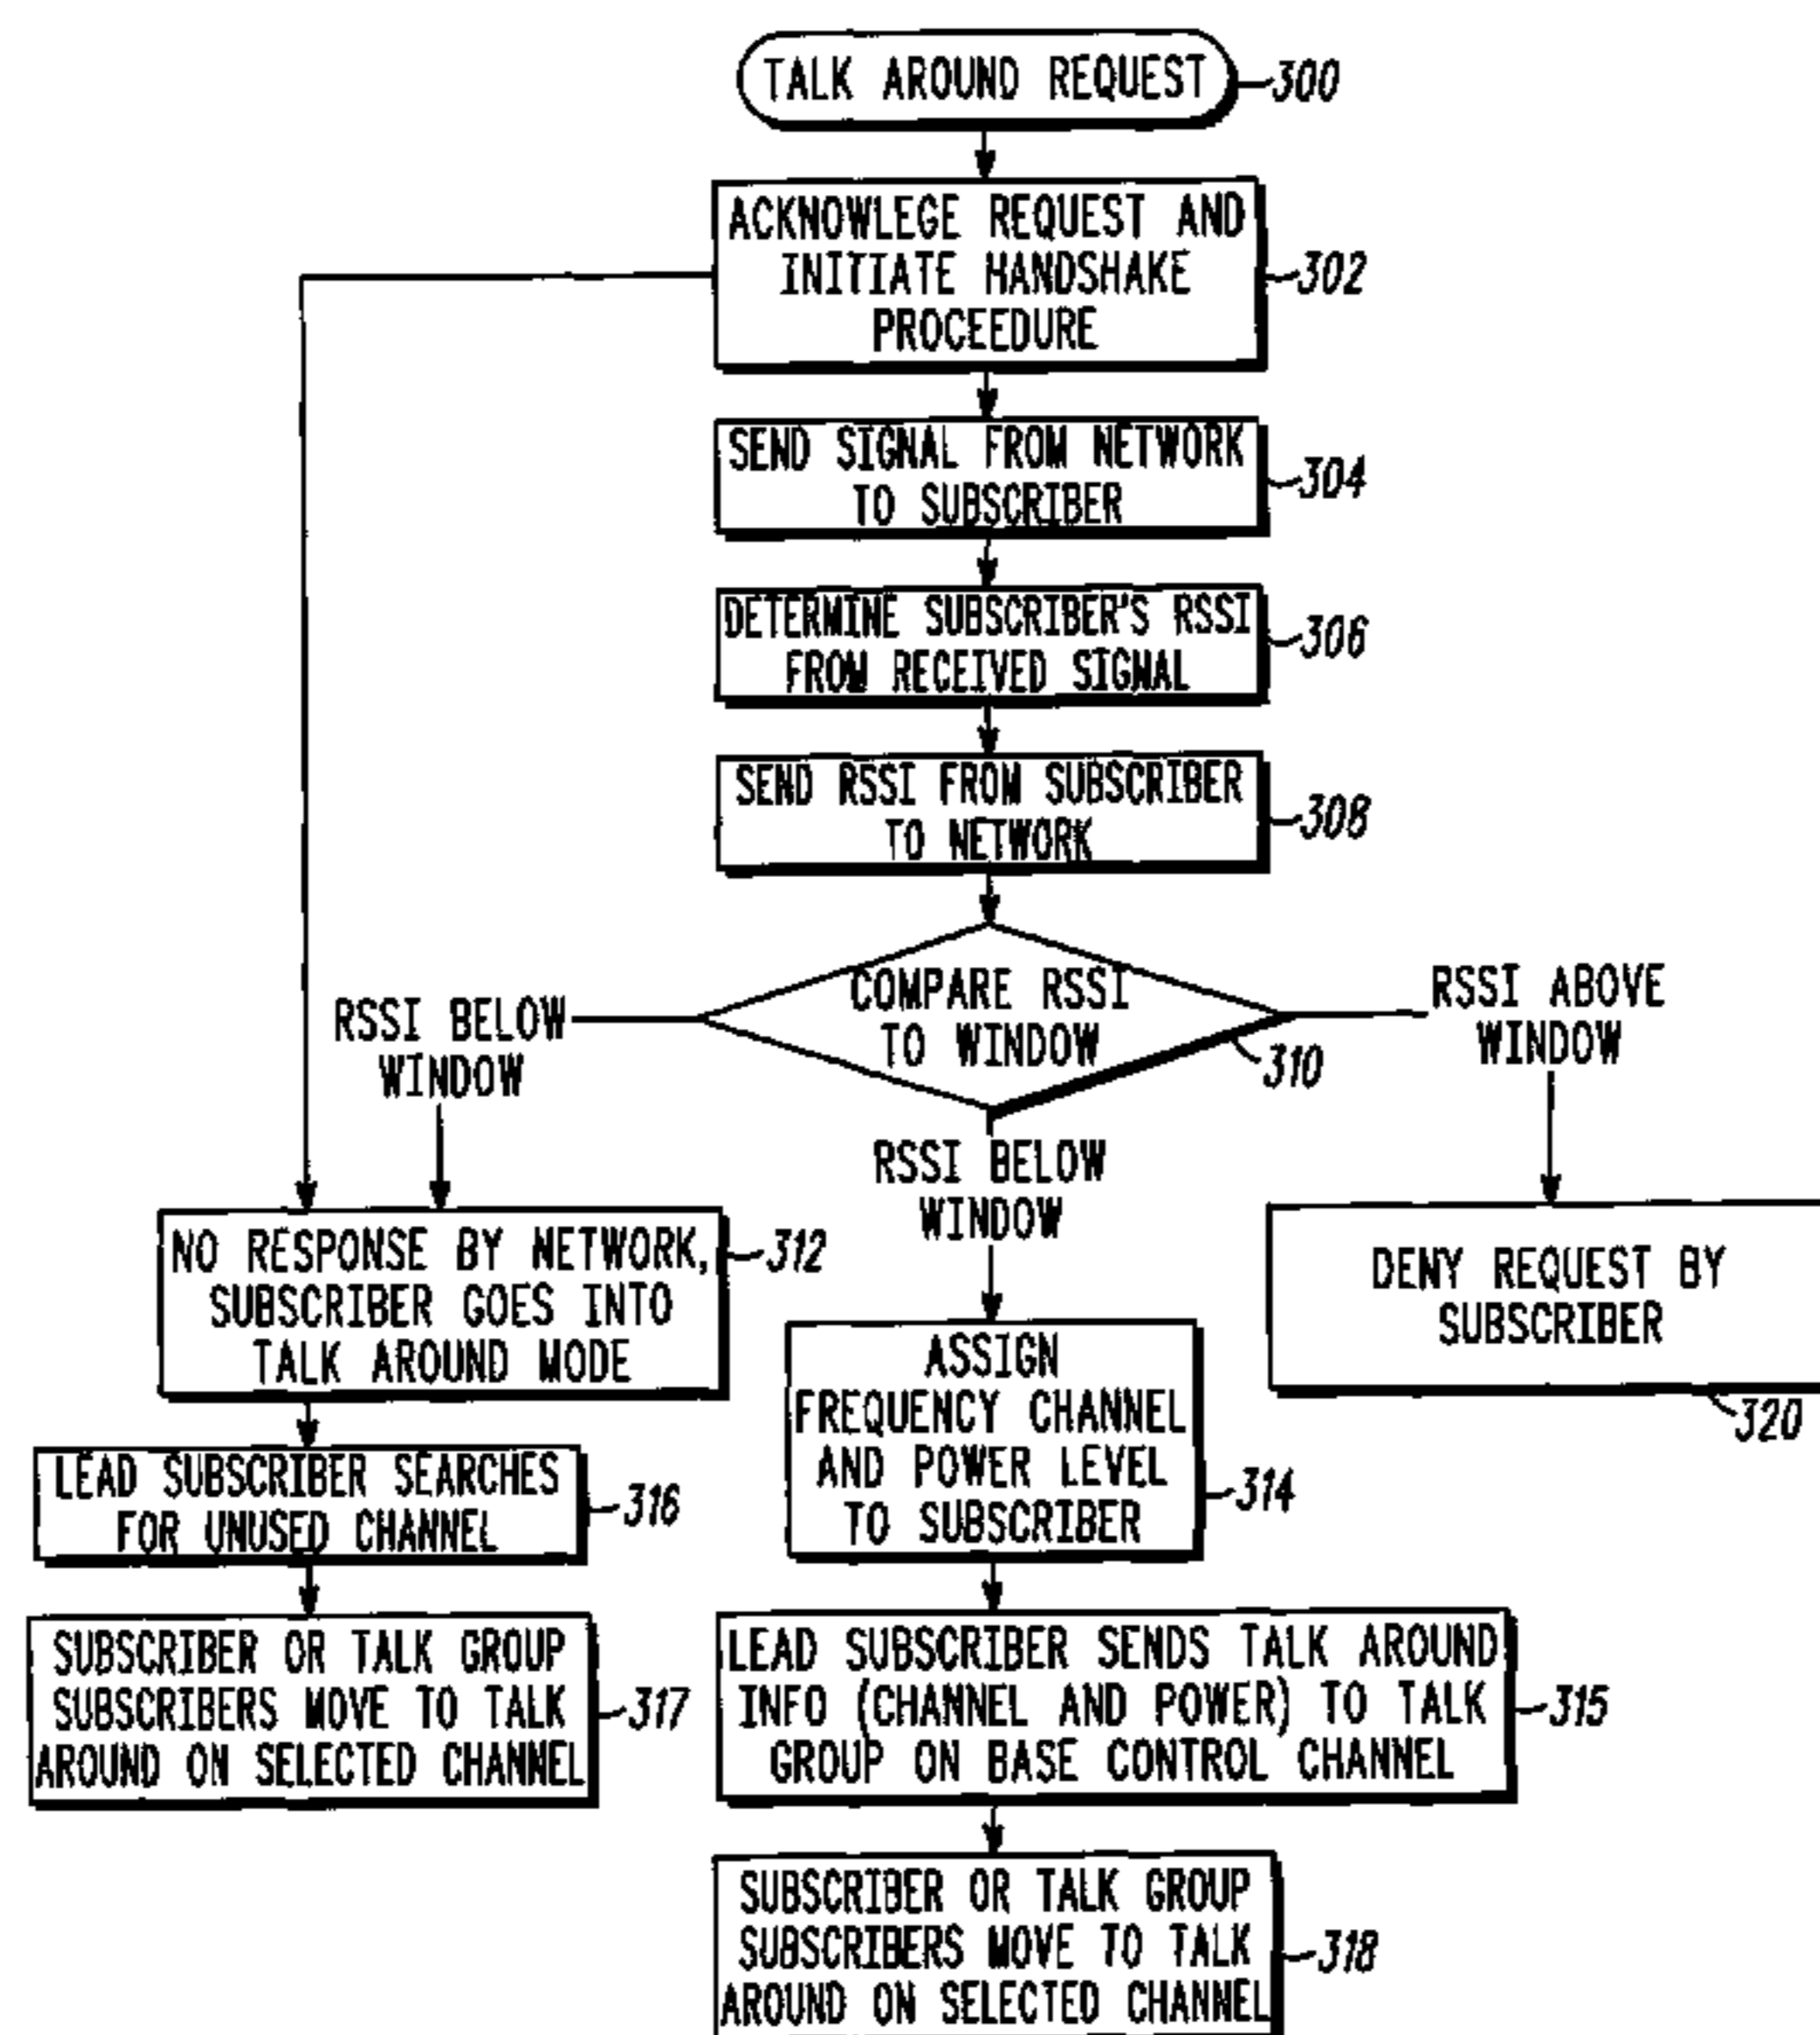 TALK AROUND REQUEST
300
ACKNOWLEGE REQUEST AND
INITIATE HANDSHAKE
PROCEEDURE
302
SEND SIGNAL FROM NETWORK
TO SUBSCRIBER
304
DETERMINE SUBSCRIBER'S RSSI
FROM RECEIVED SIGNAL
306
SEND RSSI FROM SUBSCRIBER
TO NETWORK
308
COMPARE RSSI
TO WINDOW
310
RSSI BELOW
WINDOW
RSSI BELOW
WINDOW
RSSI ABOVE
WINDOW
NO RESPONSE BY NETWORK,
SUBSCRIBER GOES INTO
TALK AROUND MODE
312
DENY REQUEST BY
SUBSCRIBER
320
ASSIGN
FREQUENCY CHANNEL
AND POWER LEVEL
TO SUBSCRIBER
314
LEAD SUBSCRIBER SEARCHES
FOR UNUSED CHANNEL
316
SUBSCRIBER OR TALK GROUP
SUBSCRIBERS MOVE TO TALK
AROUND ON SELECTED CHANNEL
317
LEAD SUBSCRIBER SENDS TALK AROUND
INFO (CHANNEL AND POWER) TO TALK
GROUP ON BASE CONTROL CHANNEL
315
SUBSCRIBER OR TALK GROUP
SUBSCRIBERS MOVE TO TALK
AROUND ON SELECTED CHANNEL
318